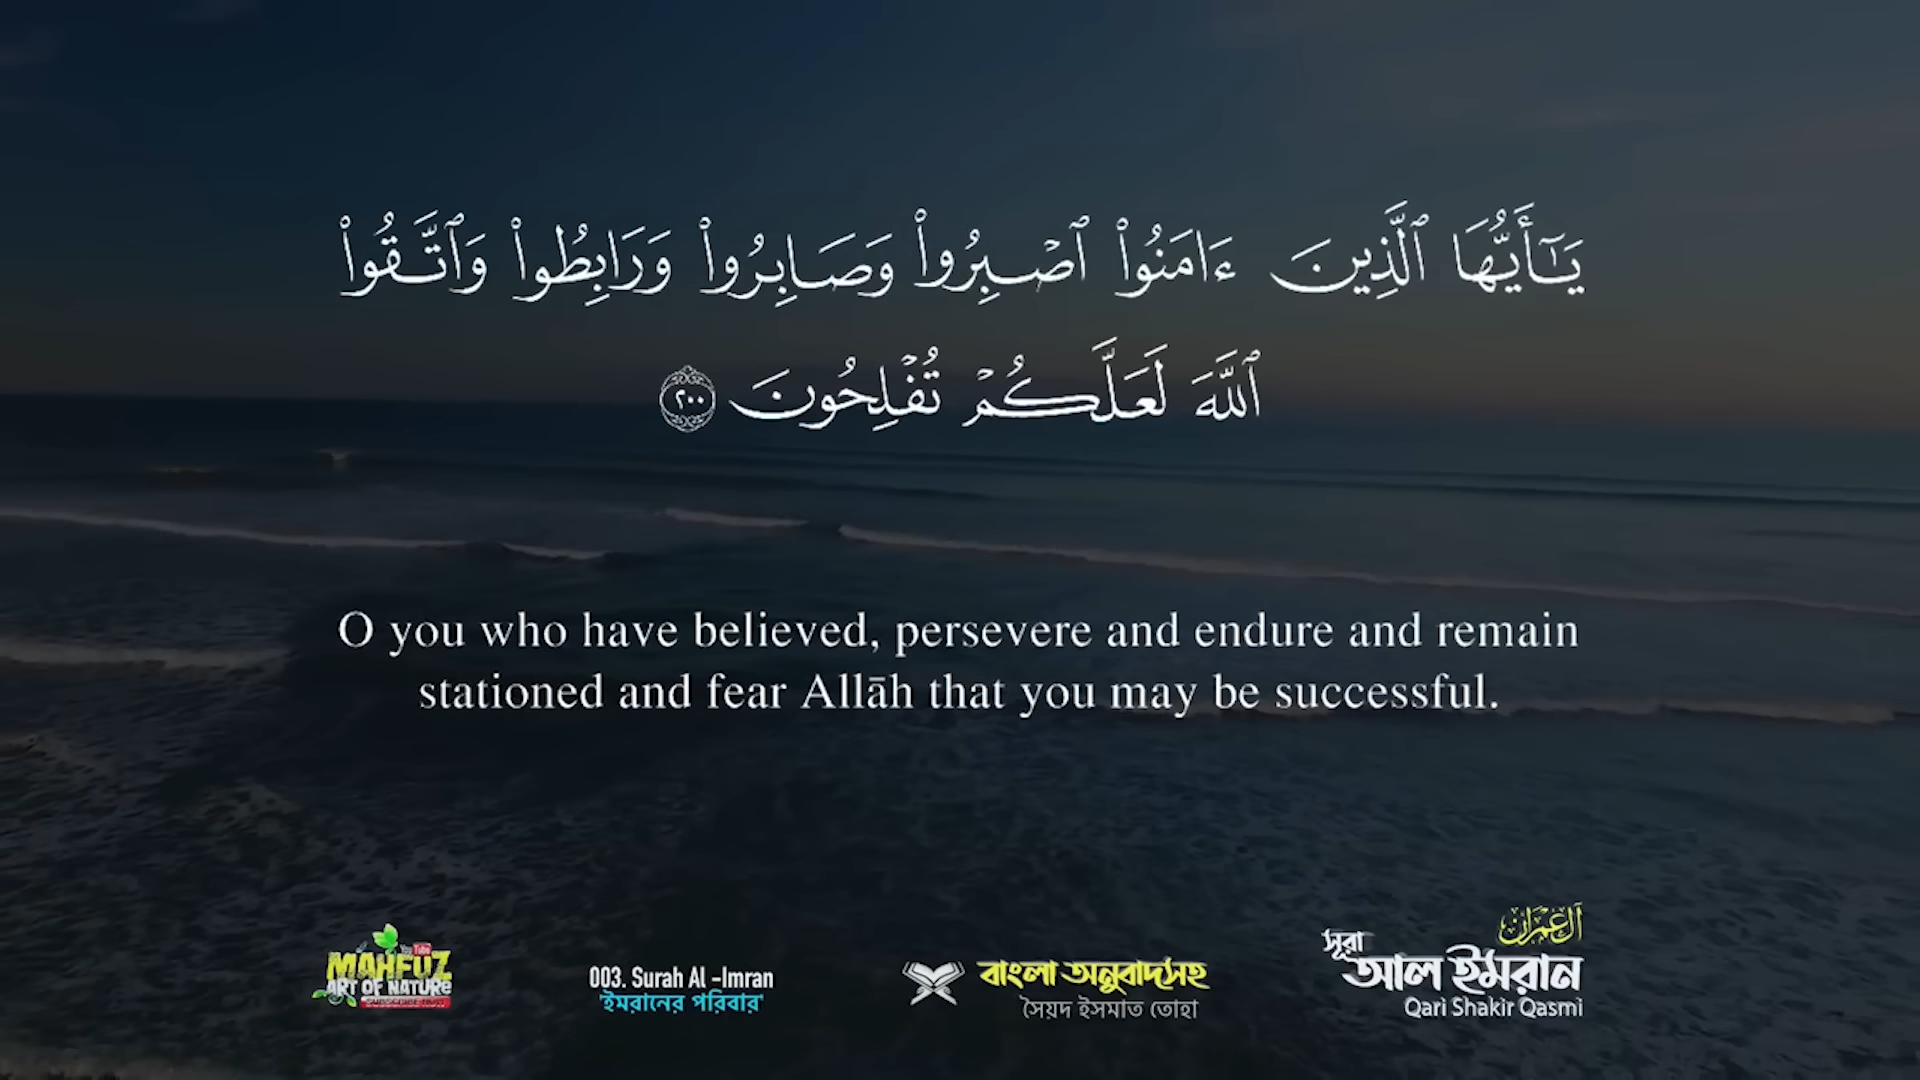 يَـٰٓأَيُّهَا ٱلَّذِينَ ءَامَنُوا۟ ٱصْبِرُوا۟ وَصَابِرُوا۟ وَرَابِطُوا۟ وَٱتَّقُوا۟
ٱللَّهَ لَعَلَّكُمْ تُفْلِحُونَ ٢٠٠
O you who have believed, persevere and endure and remain
stationed and fear Allāh that you may be successful.
YouTube
MAHFUZ
ART OF NATURE
003. Surah Al -Imran
'ইমরানের পরিবার'
বাংলা অনুবাদসহ
সৈয়দ ইসমাত তোহা
آل عمران
সূরা
আল ইমরান
Qari Shakir Qasmi